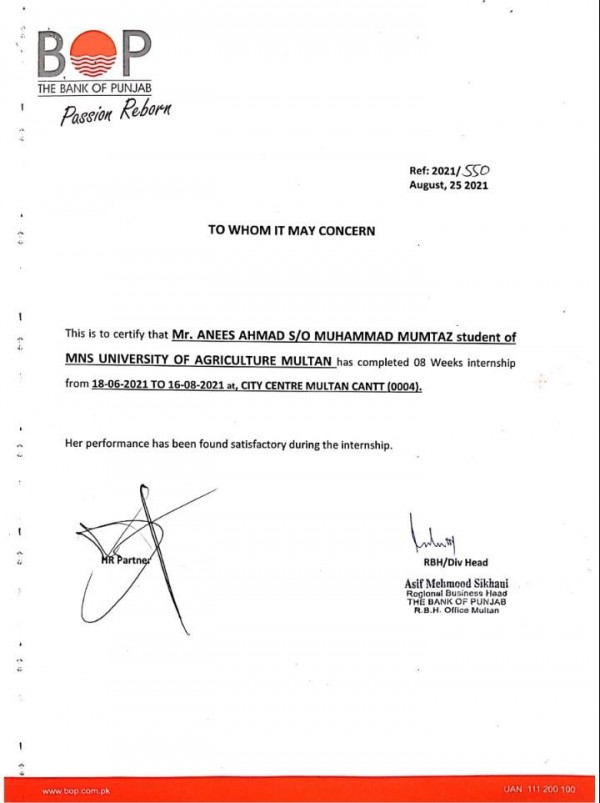 BOP
THE BANK OF PUNJAB
Passion Reborn
Ref: 2021/550
August, 25 2021
TO WHOM IT MAY CONCERN
This is to certify that Mr. ANEES AHMAD S/O MUHAMMAD MUMTAZ student of
MNS UNIVERSITY OF AGRICULTURE MULTAN has completed 08 Weeks internship
from 18-06-2021 TO 16-08-2021 at, CITY CENTRE MULTAN CANTT (0004).
Her performance has been found satisfactory during the internship.
HR Partner
RBH/Div Head
Asif Mehmood Sikhani
Regional Business Head
THE BANK OF PUNJAB
R.B.H. Office Multan
www.bop.com.pk
UAN 111 200 100